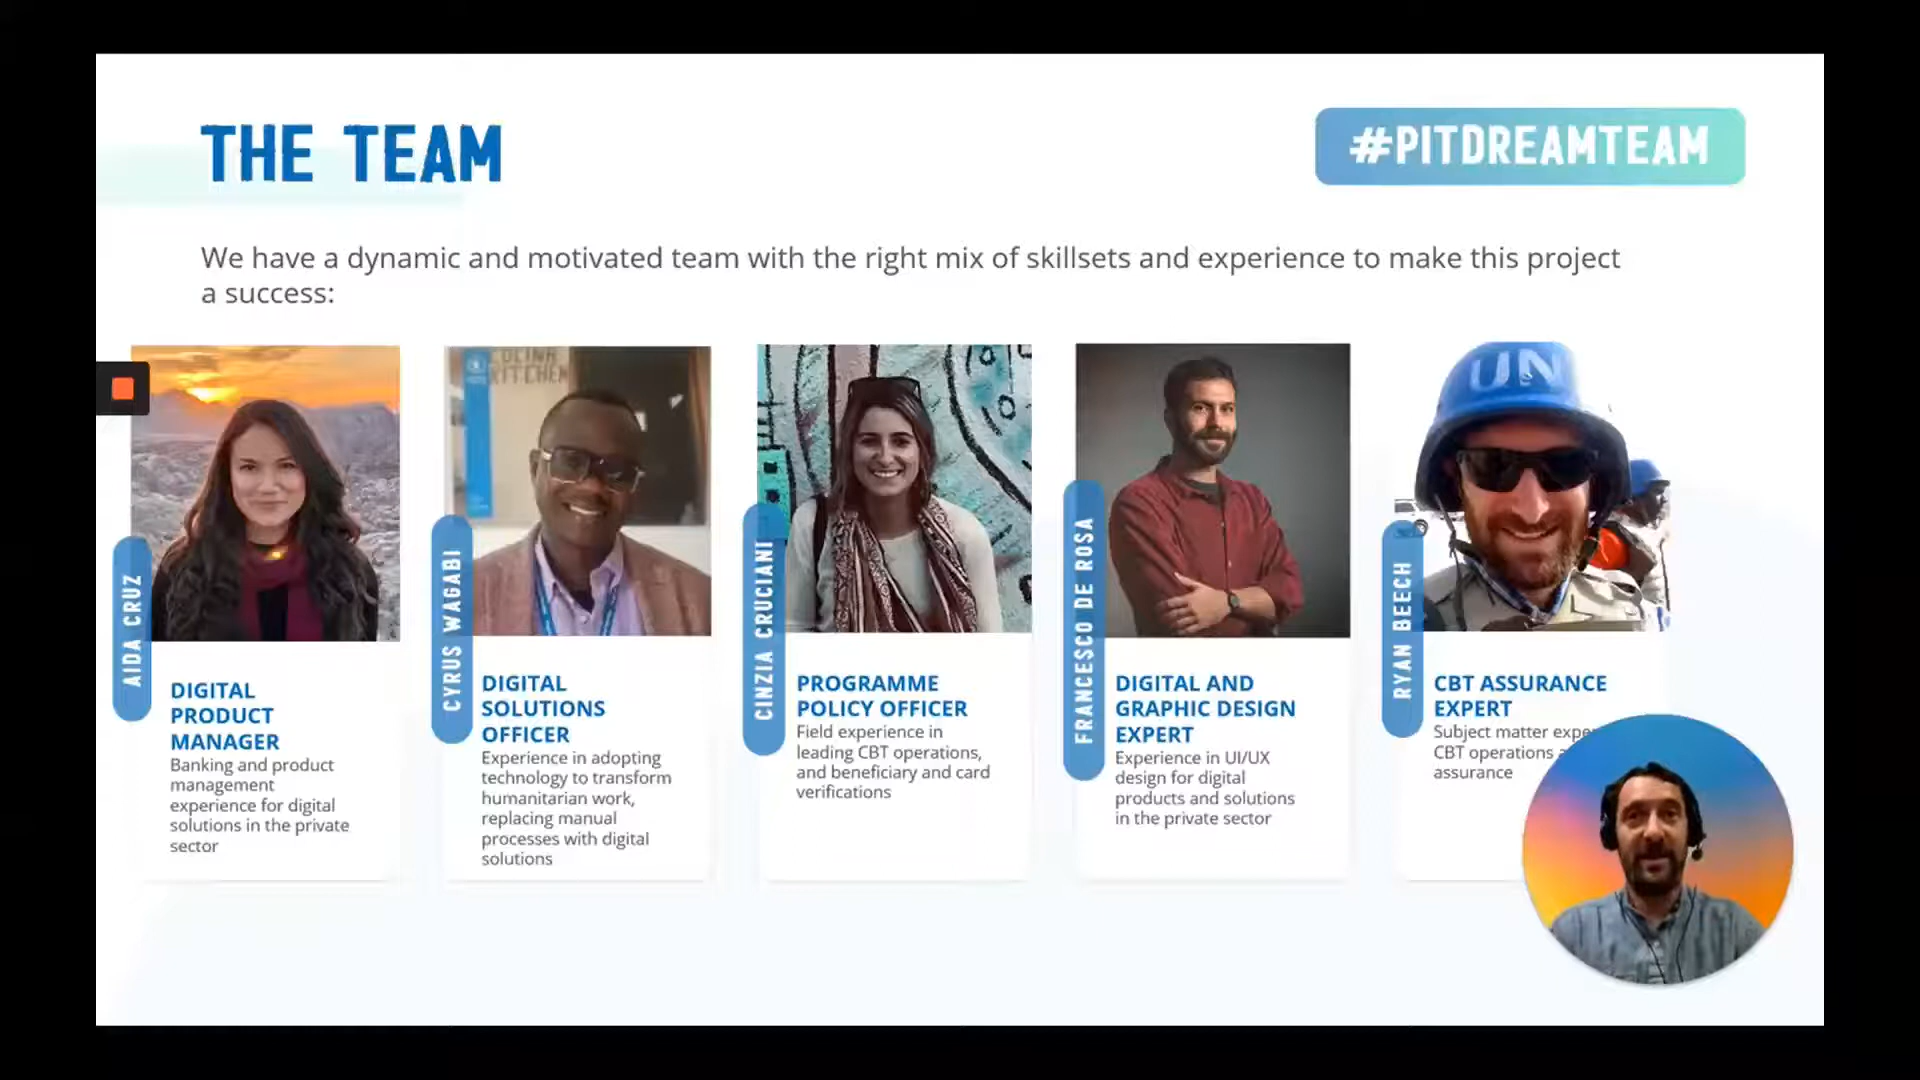 THE TEAM
#PITDREAMTEAM
We have a dynamic and motivated team with the right mix of skillsets and experience to make this project
a success:
AIDA CRUZ
DIGITAL
PRODUCT
MANAGER
Banking and product
management
experience for digital
solutions in the private
sector
KITCHEN
CYRUS WAGABI
DIGITAL
SOLUTIONS
OFFICER
Experience in adopting
technology to transform
humanitarian work,
replacing manual
processes with digital
solutions
CINZIA CRUCIANI
PROGRAMME
POLICY OFFICER
Field experience in
leading CBT operations,
and beneficiary and card
verifications
FRANCESCO DE ROSA
DIGITAL AND
GRAPHIC DESIGN
EXPERT
Experience in UI/UX
design for digital
products and solutions
in the private sector
UN
RYAN BEECH
CBT ASSURANCE
EXPERT
Subject matter
CBT operations
assurance